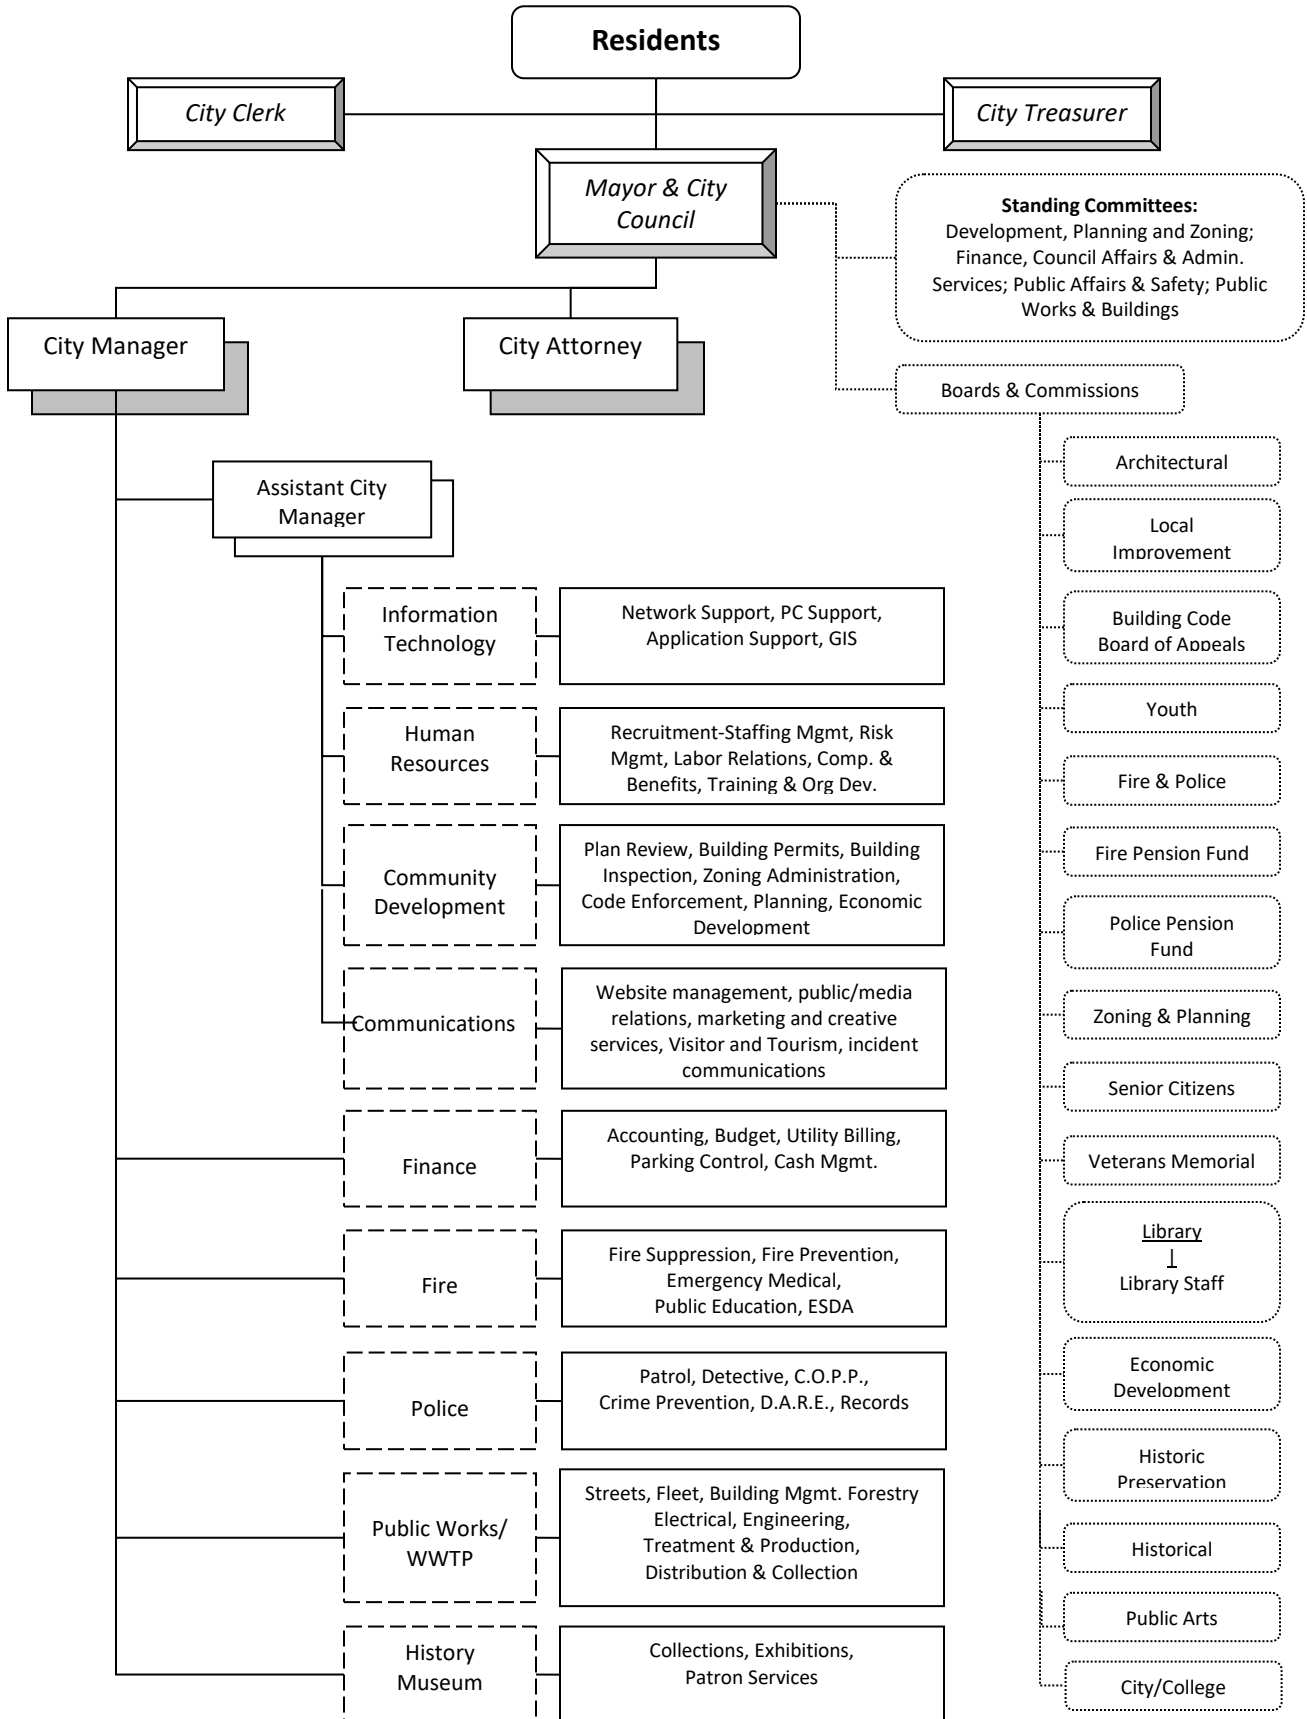 Residents
City Clerk
City Treasurer
Mayor & City
Council
Standing Committees:
Development, Planning and Zoning;
Finance, Council Affairs & Admin.
Services; Public Affairs & Safety; Public
Works & Buildings
City Manager
City Attorney
Boards & Commissions
Assistant City
Manager
Information
Technology
Network Support, PC Support,
Application Support, GIS
Human
Resources
Recruitment-Staffing Mgmt, Risk
Mgmt, Labor Relations, Comp. &
Benefits, Training & Org Dev.
Community
Development
Plan Review, Building Permits, Building
Inspection, Zoning Administration,
Code Enforcement, Planning, Economic
Development
Communications
Website management, public/media
relations, marketing and creative
services, Visitor and Tourism, incident
communications
Finance
Accounting, Budget, Utility Billing,
Parking Control, Cash Mgmt.
Fire
Fire Suppression, Fire Prevention,
Emergency Medical,
Public Education, ESDA
Police
Patrol, Detective, C.O.P.P.,
Crime Prevention, D.A.R.E., Records
Public Works/
WWTP
Streets, Fleet, Building Mgmt. Forestry
Electrical, Engineering,
Treatment & Production,
Distribution & Collection
History
Museum
Collections, Exhibitions,
Patron Services
Architectural
Local
Improvement
Building Code
Board of Appeals
Youth
Fire & Police
Fire Pension Fund
Police Pension
Fund
Zoning & Planning
Senior Citizens
Veterans Memorial
Library
Library Staff
Economic
Development
Historic
Preservation
Historical
Public Arts
City/College